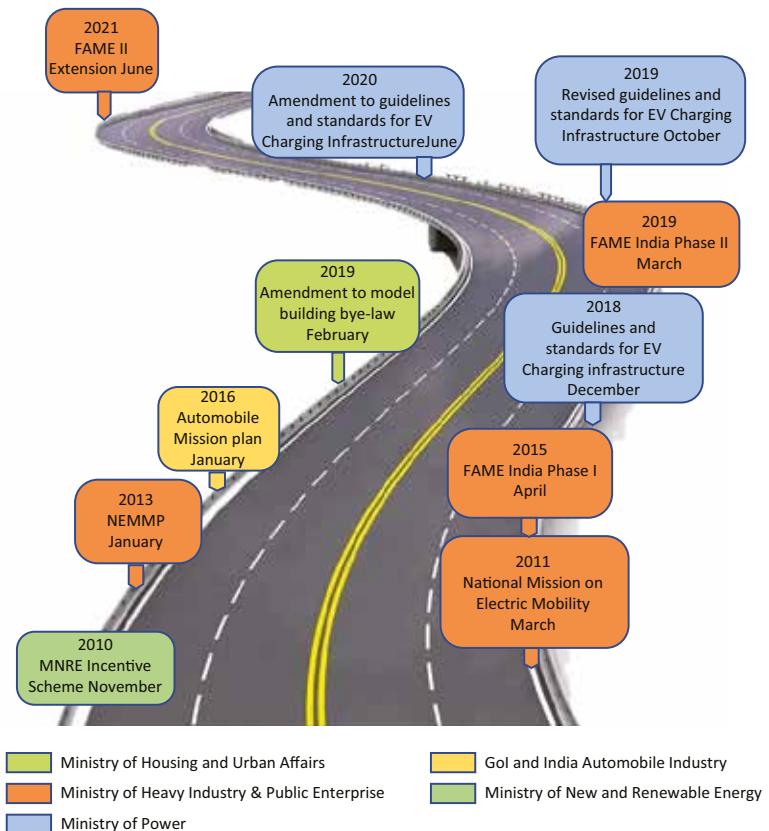 2021
FAME II
Extension June
2020
Amendment to guidelines
and standards for EV
Charging InfrastructureJune
2019
Revised guidelines and
standards for EV Charging
Infrastructure October
2019
FAME India Phase II
March
2019
Amendment to model
building bye-law
February
2018
Guidelines and
standards for EV
Charging infrastructure
December
2016
Automobile
Mission plan
January
2015
FAME India Phase I
April
2013
NEMMP
January
2011
National Mission on
Electric Mobility
March
2010
MNRE Incentive
Scheme November
Ministry of Housing and Urban Affairs
GoI and India Automobile Industry
Ministry of Heavy Industry & Public Enterprise
Ministry of New and Renewable Energy
Ministry of Power